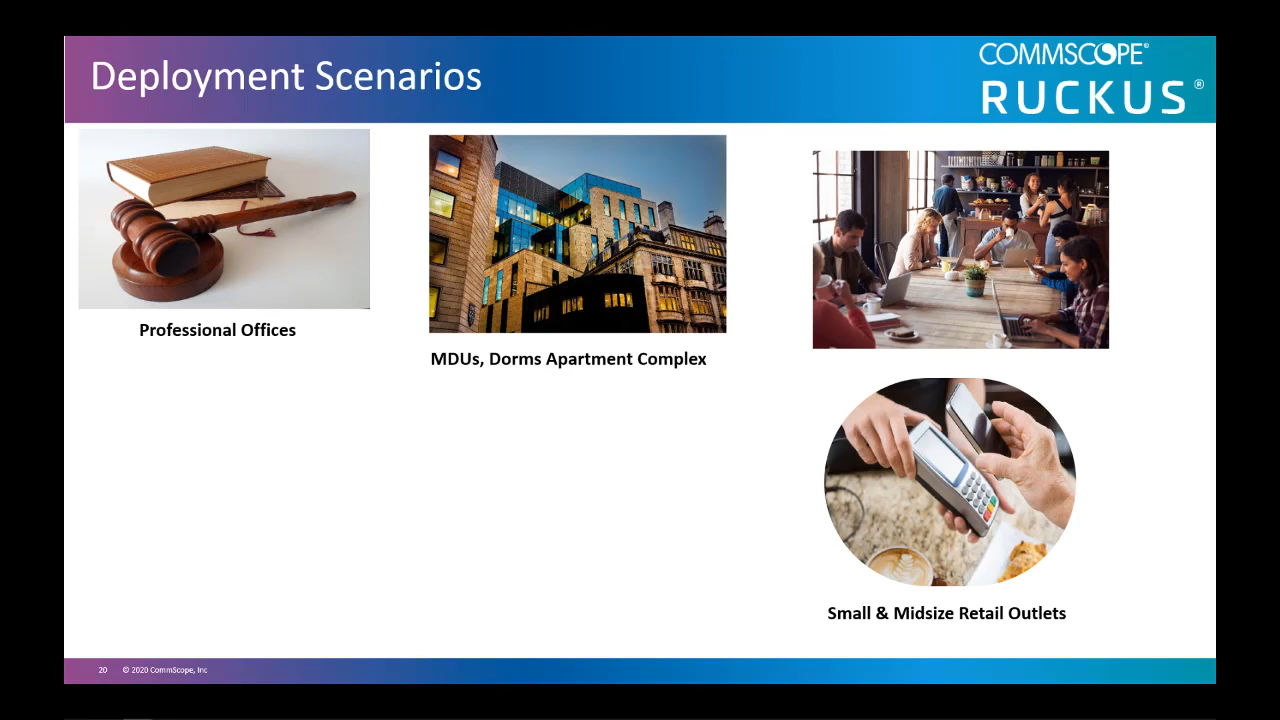 Deployment Scenarios
COMMSCOPE®
RUCKUS®
Professional Offices
MDUs, Dorms Apartment Complex
Small & Midsize Retail Outlets
20 © 2020 CommScope, Inc